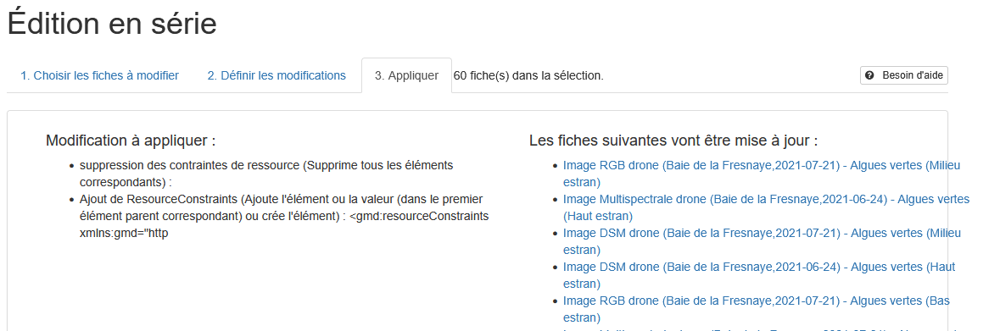 Édition en série
1. Choisir les fiches à modifier
2. Définir les modifications
3. Appliquer
60 fiche(s) dans la sélection.
Besoin d'aide
Modification à appliquer :
suppression des contraintes de ressource (Supprime tous les éléments
correspondants) :
Ajout de ResourceConstraints (Ajoute l'élément ou la valeur (dans le premier
élément parent correspondant) ou crée l'élément) : <gmd:resourceConstraints
xmlns:gmd="http
Les fiches suivantes vont être mise à jour :
Image RGB drone (Baie de la Fresnaye,2021-07-21) - Algues vertes (Milieu
estran)
Image Multispectrale drone (Baie de la Fresnaye,2021-06-24) - Algues vertes
(Haut estran)
Image DSM drone (Baie de la Fresnaye,2021-07-21) - Algues vertes (Milieu
estran)
Image DSM drone (Baie de la Fresnaye,2021-06-24) - Algues vertes (Haut
estran)
Image RGB drone (Baie de la Fresnaye,2021-07-21) - Algues vertes (Bas
estran)